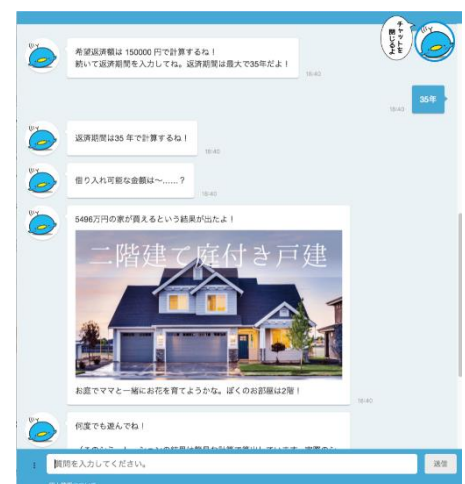 チャットを
閉じるよ
希望返済額は 150000 円で計算するね！
続いて返済期間を入力してね。返済期間は最大で35年だよ！
18:40
35年
18:40
返済期間は35 年で計算するね！
18:40
借り入れ可能な金額は〜……？
18:40
5496万円の家が買えるという結果が出たよ！
二階建て庭付き戸建
お庭でママと一緒にお花を育てようかな。ぼくのお部屋は2階！
18:40
何度でも遊んでね！
質問を入力してください。
送信